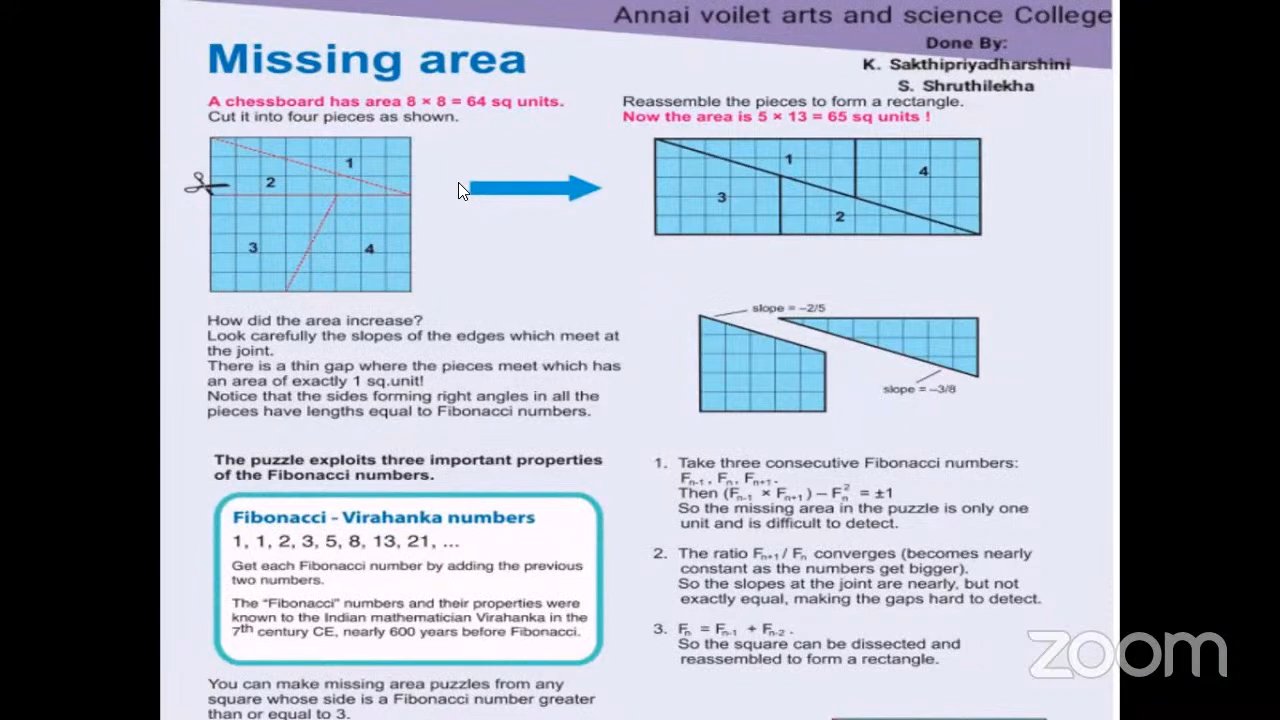 Annai voilet arts and science College
Missing area
Done By:
K. Sakthipriyadharshini
S. Shruthilekha
A chessboard has area 8 × 8 = 64 sq units.
Cut it into four pieces as shown.
Reassemble the pieces to form a rectangle.
Now the area is 5 × 13 = 65 sq units !
1
2
3
4
1
4
3
2
How did the area increase?
Look carefully the slopes of the edges which meet at
the joint.
There is a thin gap where the pieces meet which has
an area of exactly 1 sq.unit!
Notice that the sides forming right angles in all the
pieces have lengths equal to Fibonacci numbers.
slope = –2/5
slope = –3/8
The puzzle exploits three important properties
of the Fibonacci numbers.
Fibonacci - Virahanka numbers
1, 1, 2, 3, 5, 8, 13, 21, ...
Get each Fibonacci number by adding the previous
two numbers.
The "Fibonacci" numbers and their properties were
known to the Indian mathematician Virahanka in the
7th century CE, nearly 600 years before Fibonacci.
You can make missing area puzzles from any
square whose side is a Fibonacci number greater
than or equal to 3.
1. Take three consecutive Fibonacci numbers:
Fn-1, Fn, Fn+1.
Then (Fn-1 × Fn+1) – Fn² = ±1
So the missing area in the puzzle is only one
unit and is difficult to detect.
2. The ratio Fn+1 / Fn converges (becomes nearly
constant as the numbers get bigger).
So the slopes at the joint are nearly, but not
exactly equal, making the gaps hard to detect.
3. Fn = Fn-1 + Fn-2 .
So the square can be dissected and
reassembled to form a rectangle.
zoom